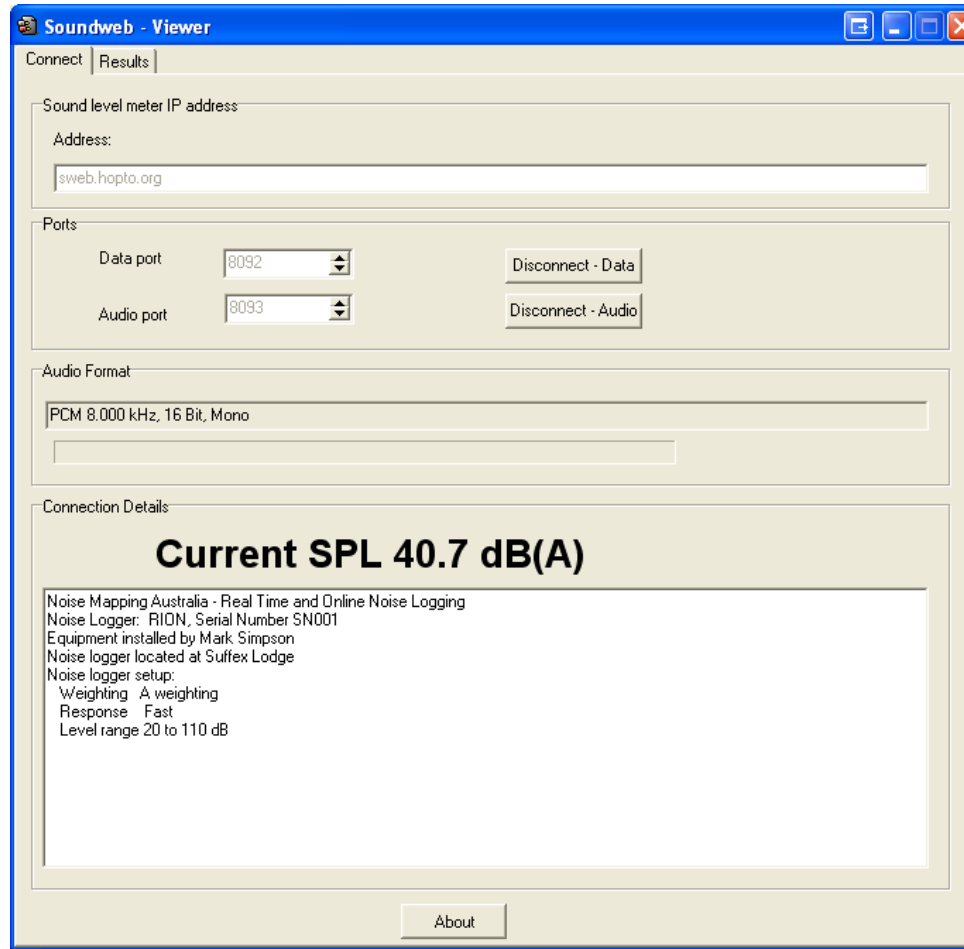 Soundweb - Viewer
Connect Results
Sound level meter IP address
Address:
sweb.hopto.org
Ports
Data port 8092 Disconnect - Data
Audio port 8093 Disconnect - Audio
Audio Format
PCM 8.000 kHz, 16 Bit, Mono
Connection Details
Current SPL 40.7 dB(A)
Noise Mapping Australia - Real Time and Online Noise Logging
Noise Logger: RION, Serial Number SN001
Equipment installed by Mark Simpson
Noise logger located at Suffex Lodge
Noise logger setup:
Weighting A weighting
Response Fast
Level range 20 to 110 dB
About